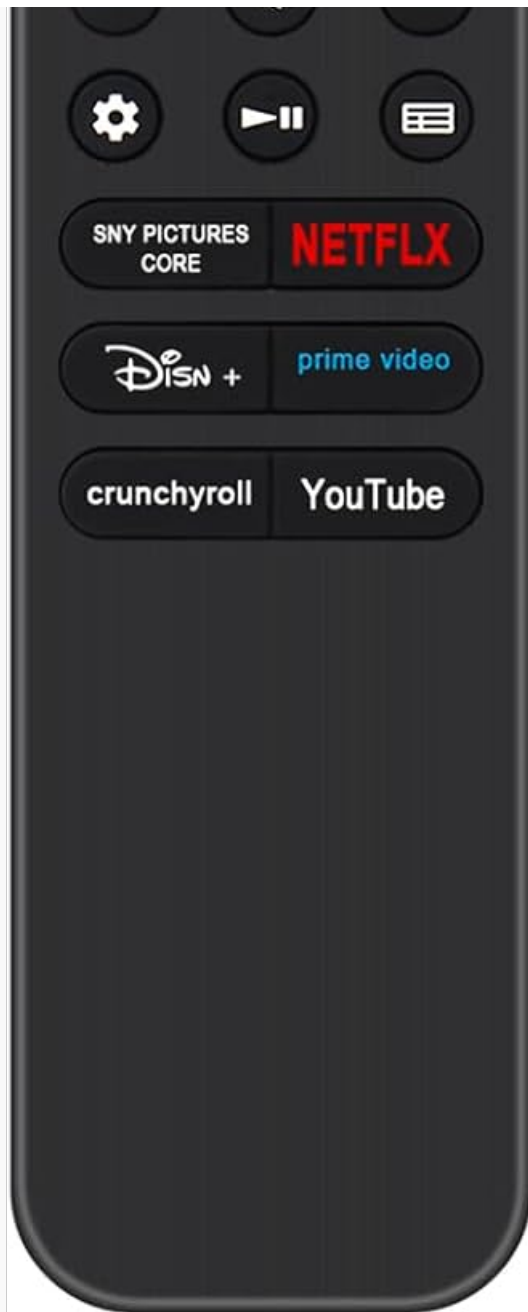 SNY PICTURES
CORE
NETFLX
DISN +
prime video
crunchyroll
YouTube